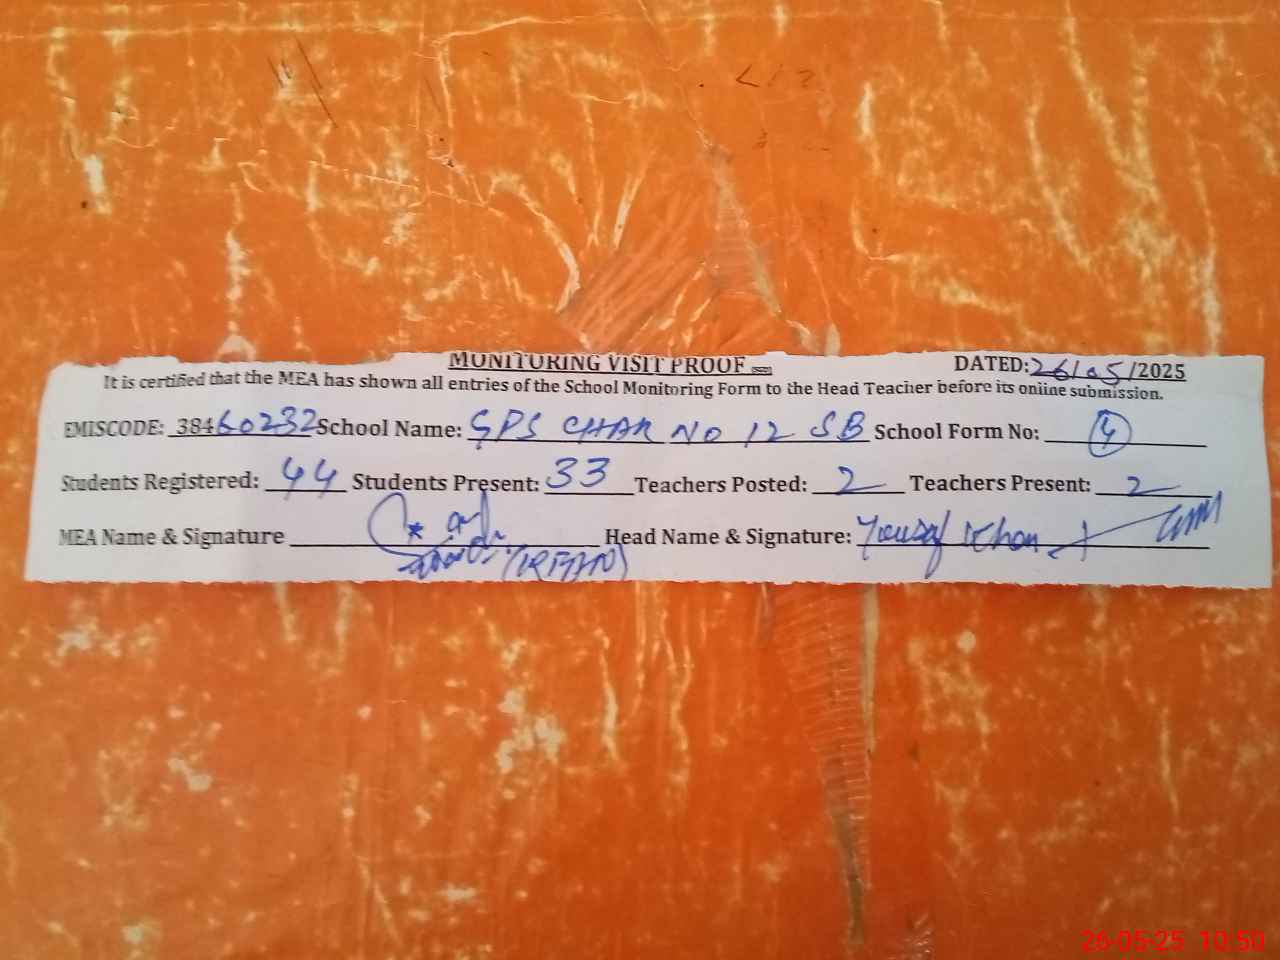 MONITORING VISIT PROOF DATED: 26/05/2025
It is certified that the MEA has shown all entries of the School Monitoring Form to the Head Teacher before its online submission.
EMISCODE: 38460232 School Name: GPS CHAK NO 12 SB School Form No: 4
Students Registered: 44 Students Present: 33 Teachers Posted: 2 Teachers Present: 2
MEA Name & Signature (IRFAN) Head Name & Signature: Yousaf Khan
26-05-25 10:50